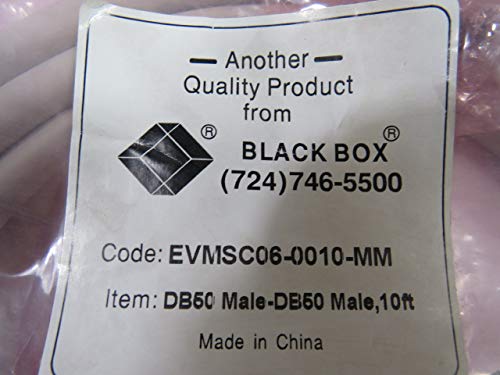 — Another —
Quality Product
from
®
BLACK BOX®
(724)746-5500
Code: EVMSC06-0010-MM
Item: DB50 Male-DB50 Male,10ft
Made in China